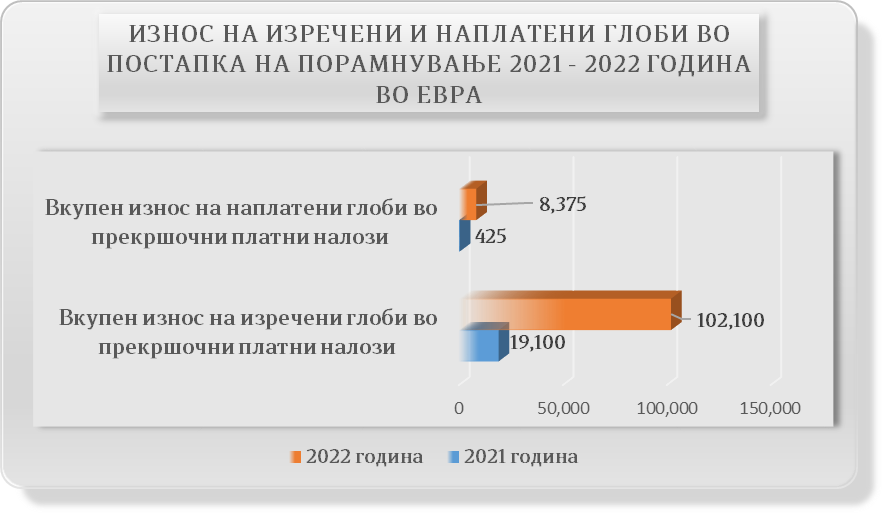 ИЗНОС НА ИЗРЕЧЕНИ И НАПЛАТЕНИ ГЛОБИ ВО
ПОСТАПКА НА ПОРАМНУВАЊЕ 2021 - 2022 ГОДИНА
ВО ЕВРА
Вкупен износ на наплатени глоби во
прекршочни платни налози
8,375
425
Вкупен износ на изречени глоби во
прекршочни платни налози
102,100
19,100
0 50,000 100,000 150,000
2022 година 2021 година